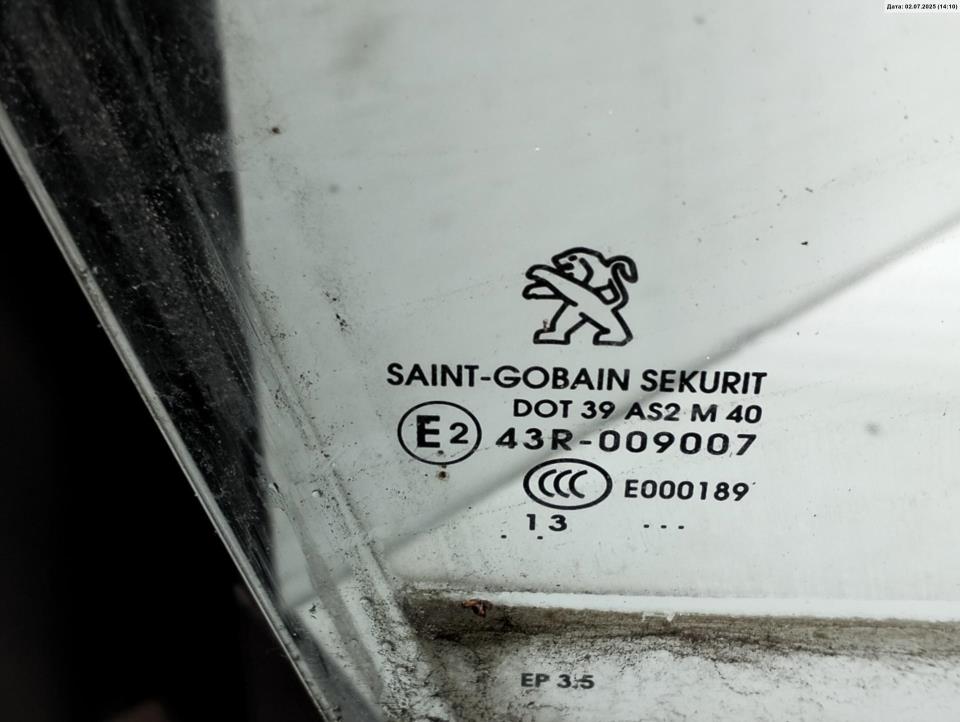 Дата: 02.07.2025 (14:10)
SAINT-GOBAIN SEKURIT
DOT 39 AS2 M 40
E2 43R-009007
CCC E000189
. 13 . ...
EP 3.5